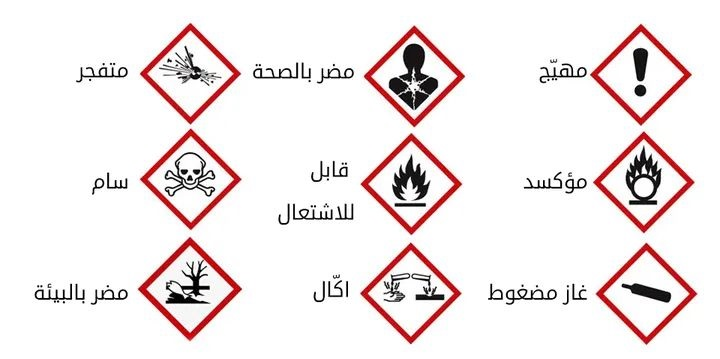 مهيّج
مضر بالصحة
متفجر
مؤكسد
قابل
للاشتعال
سام
غاز مضغوط
اكّال
مضر بالبيئة